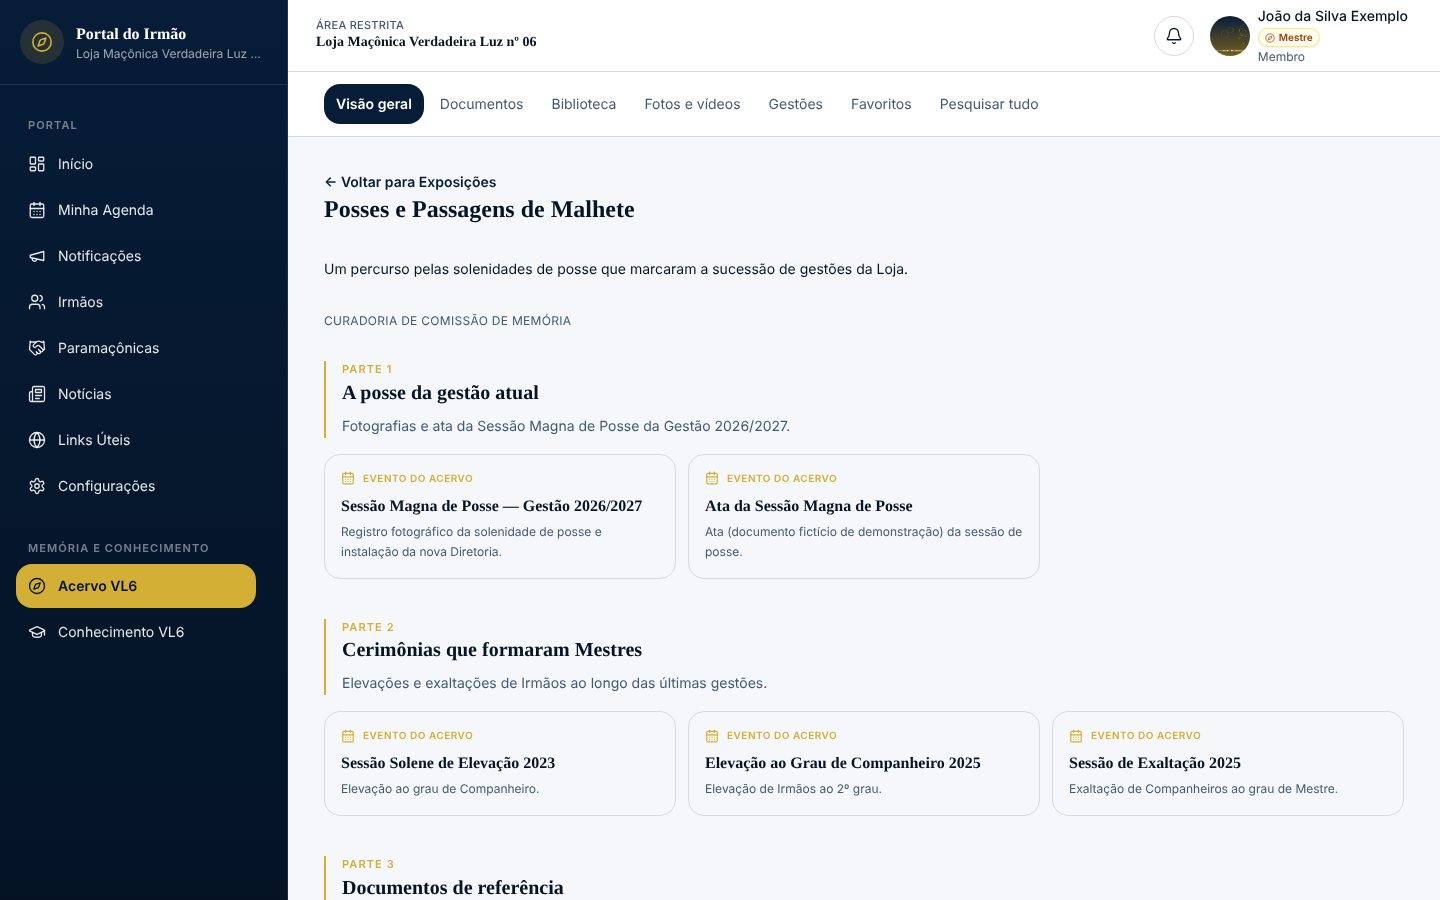 Portal do Irmão
Loja Maçônica Verdadeira Luz ...
PORTAL
Início
Minha Agenda
Notificações
Irmãos
Paramaçônicas
Notícias
Links Úteis
Configurações
MEMÓRIA E CONHECIMENTO
Acervo VL6
Conhecimento VL6
ÁREA RESTRITA
Loja Maçônica Verdadeira Luz nº 06
João da Silva Exemplo
Mestre
Membro
Visão geral
Documentos
Biblioteca
Fotos e vídeos
Gestões
Favoritos
Pesquisar tudo
← Voltar para Exposições
Posses e Passagens de Malhete
Um percurso pelas solenidades de posse que marcaram a sucessão de gestões da Loja.
CURADORIA DE COMISSÃO DE MEMÓRIA
PARTE 1
A posse da gestão atual
Fotografias e ata da Sessão Magna de Posse da Gestão 2026/2027.
EVENTO DO ACERVO
Sessão Magna de Posse — Gestão 2026/2027
Registro fotográfico da solenidade de posse e
instalação da nova Diretoria.
EVENTO DO ACERVO
Ata da Sessão Magna de Posse
Ata (documento fictício de demonstração) da sessão de
posse.
PARTE 2
Cerimônias que formaram Mestres
Elevações e exaltações de Irmãos ao longo das últimas gestões.
EVENTO DO ACERVO
Sessão Solene de Elevação 2023
Elevação ao grau de Companheiro.
EVENTO DO ACERVO
Elevação ao Grau de Companheiro 2025
Elevação de Irmãos ao 2º grau.
EVENTO DO ACERVO
Sessão de Exaltação 2025
Exaltação de Companheiros ao grau de Mestre.
PARTE 3
Documentos de referência